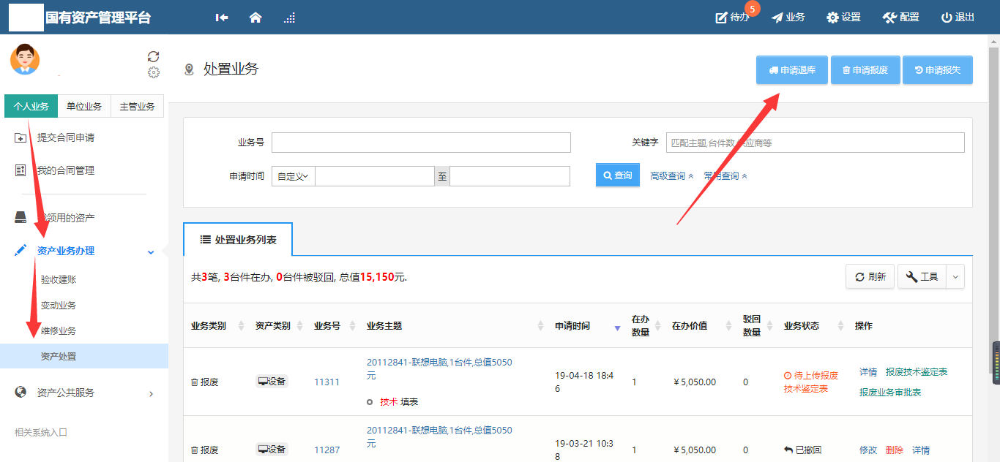 国有资产管理平台
待办
5
业务
设置
配置
退出
个人业务
单位业务
主管业务
提交合同申请
我的合同管理
领用的资产
资产业务办理
验收建账
变动业务
维修业务
资产处置
资产公共服务
相关系统入口
处置业务
申请退库
申请报废
申请报失
业务号
关键字
匹配主题,台件数,供应商等
申请时间
自定义
至
查询
高级查询
常用查询
处置业务列表
共3笔, 3台件在办, 0台件被驳回, 总值15,150元.
刷新
工具
业务类别
资产类别
业务号
业务主题
申请时间
在办
数量
在办价值
驳回
数量
业务状态
操作
报废
设备
11311
20112841-联想电脑,1台件,总值5050
元
技术 填表
19-04-18 18:4
6
1
￥5,050.00
0
待上传报废
技术鉴定表
详情 报废技术鉴定表
报废业务审批表
报废
设备
11287
20112841-联想电脑,1台件,总值5050
元
19-03-21 10:3
8
1
￥5,050.00
0
已撤回
修改 删除 详情